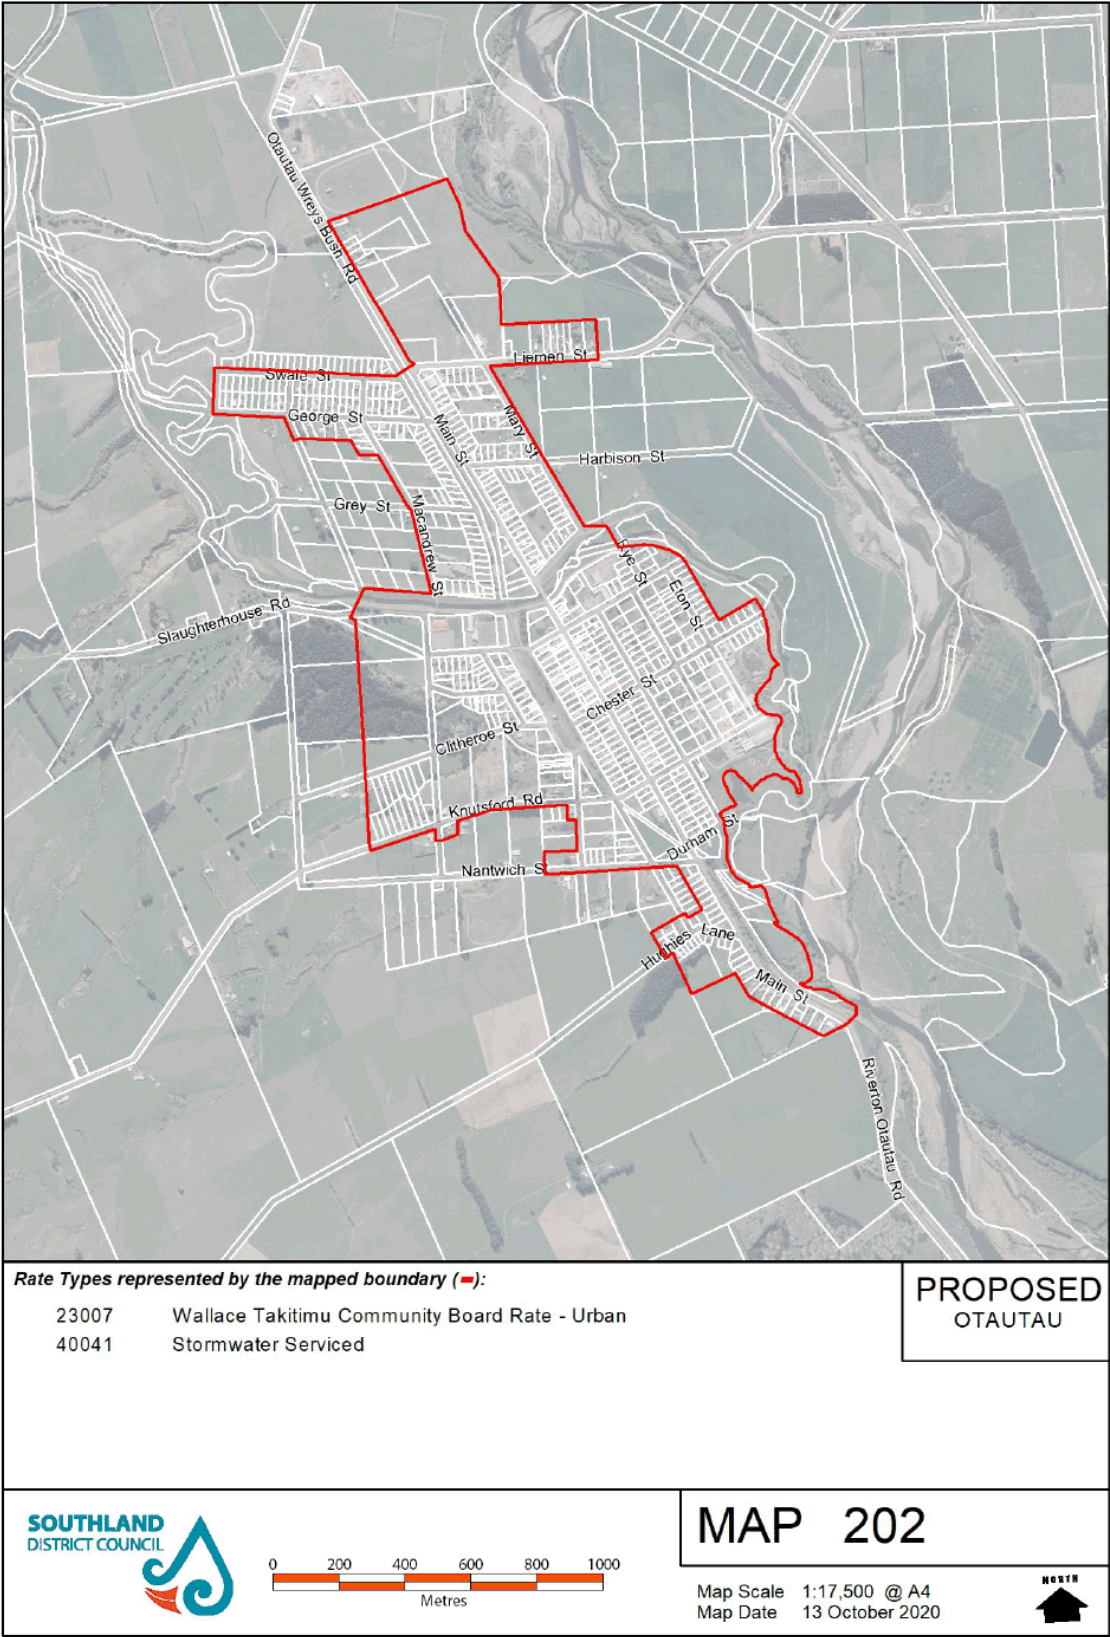 Otautau Wreys Bush Rd
Liemen St
Swale St
George St
Main St
Mary St
Harbison St
Grey St
Macandrew St
Rye St
Eton St
Slaughterhouse Rd
Chester St
Clitheroe St
Knutsford Rd
Durham St
Nantwich S
Hughies Lane
Main St
Riverton Otautau Rd
Rate Types represented by the mapped boundary ( ):
23007 Wallace Takitimu Community Board Rate - Urban
40041 Stormwater Serviced
PROPOSED
OTAUTAU
SOUTHLAND
DISTRICT COUNCIL
0 200 400 600 800 1000
Metres
MAP 202
Map Scale 1:17,500 @ A4
Map Date 13 October 2020
NORTH